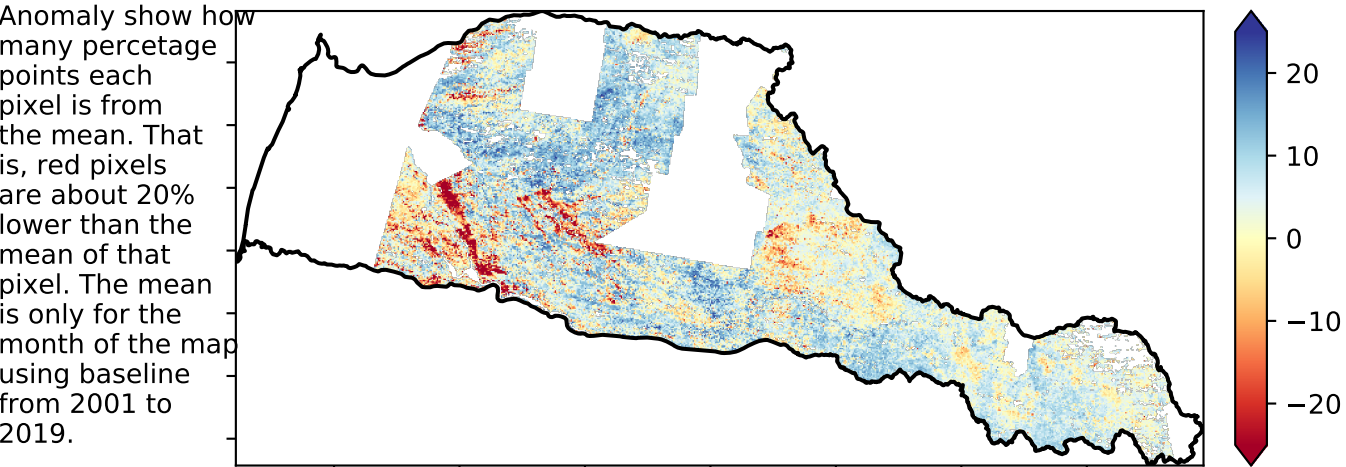 Anomaly show how
many percetage
points each
pixel is from
the mean. That
is, red pixels
are about 20%
lower than the
mean of that
pixel. The mean
is only for the
month of the map
using baseline
from 2001 to
2019.
20
10
0
−10
−20